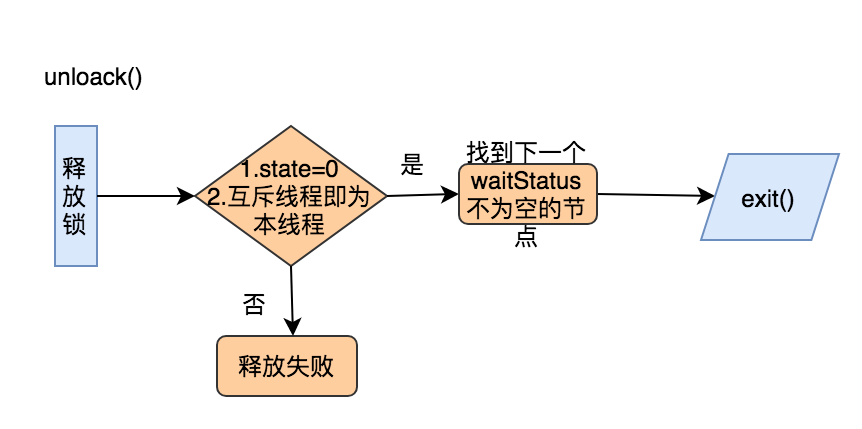 unloack()
释
放
锁
1.state=0
2.互斥线程即为
本线程
是
找到下一个
waitStatus
不为空的节
点
exit()
否
释放失败